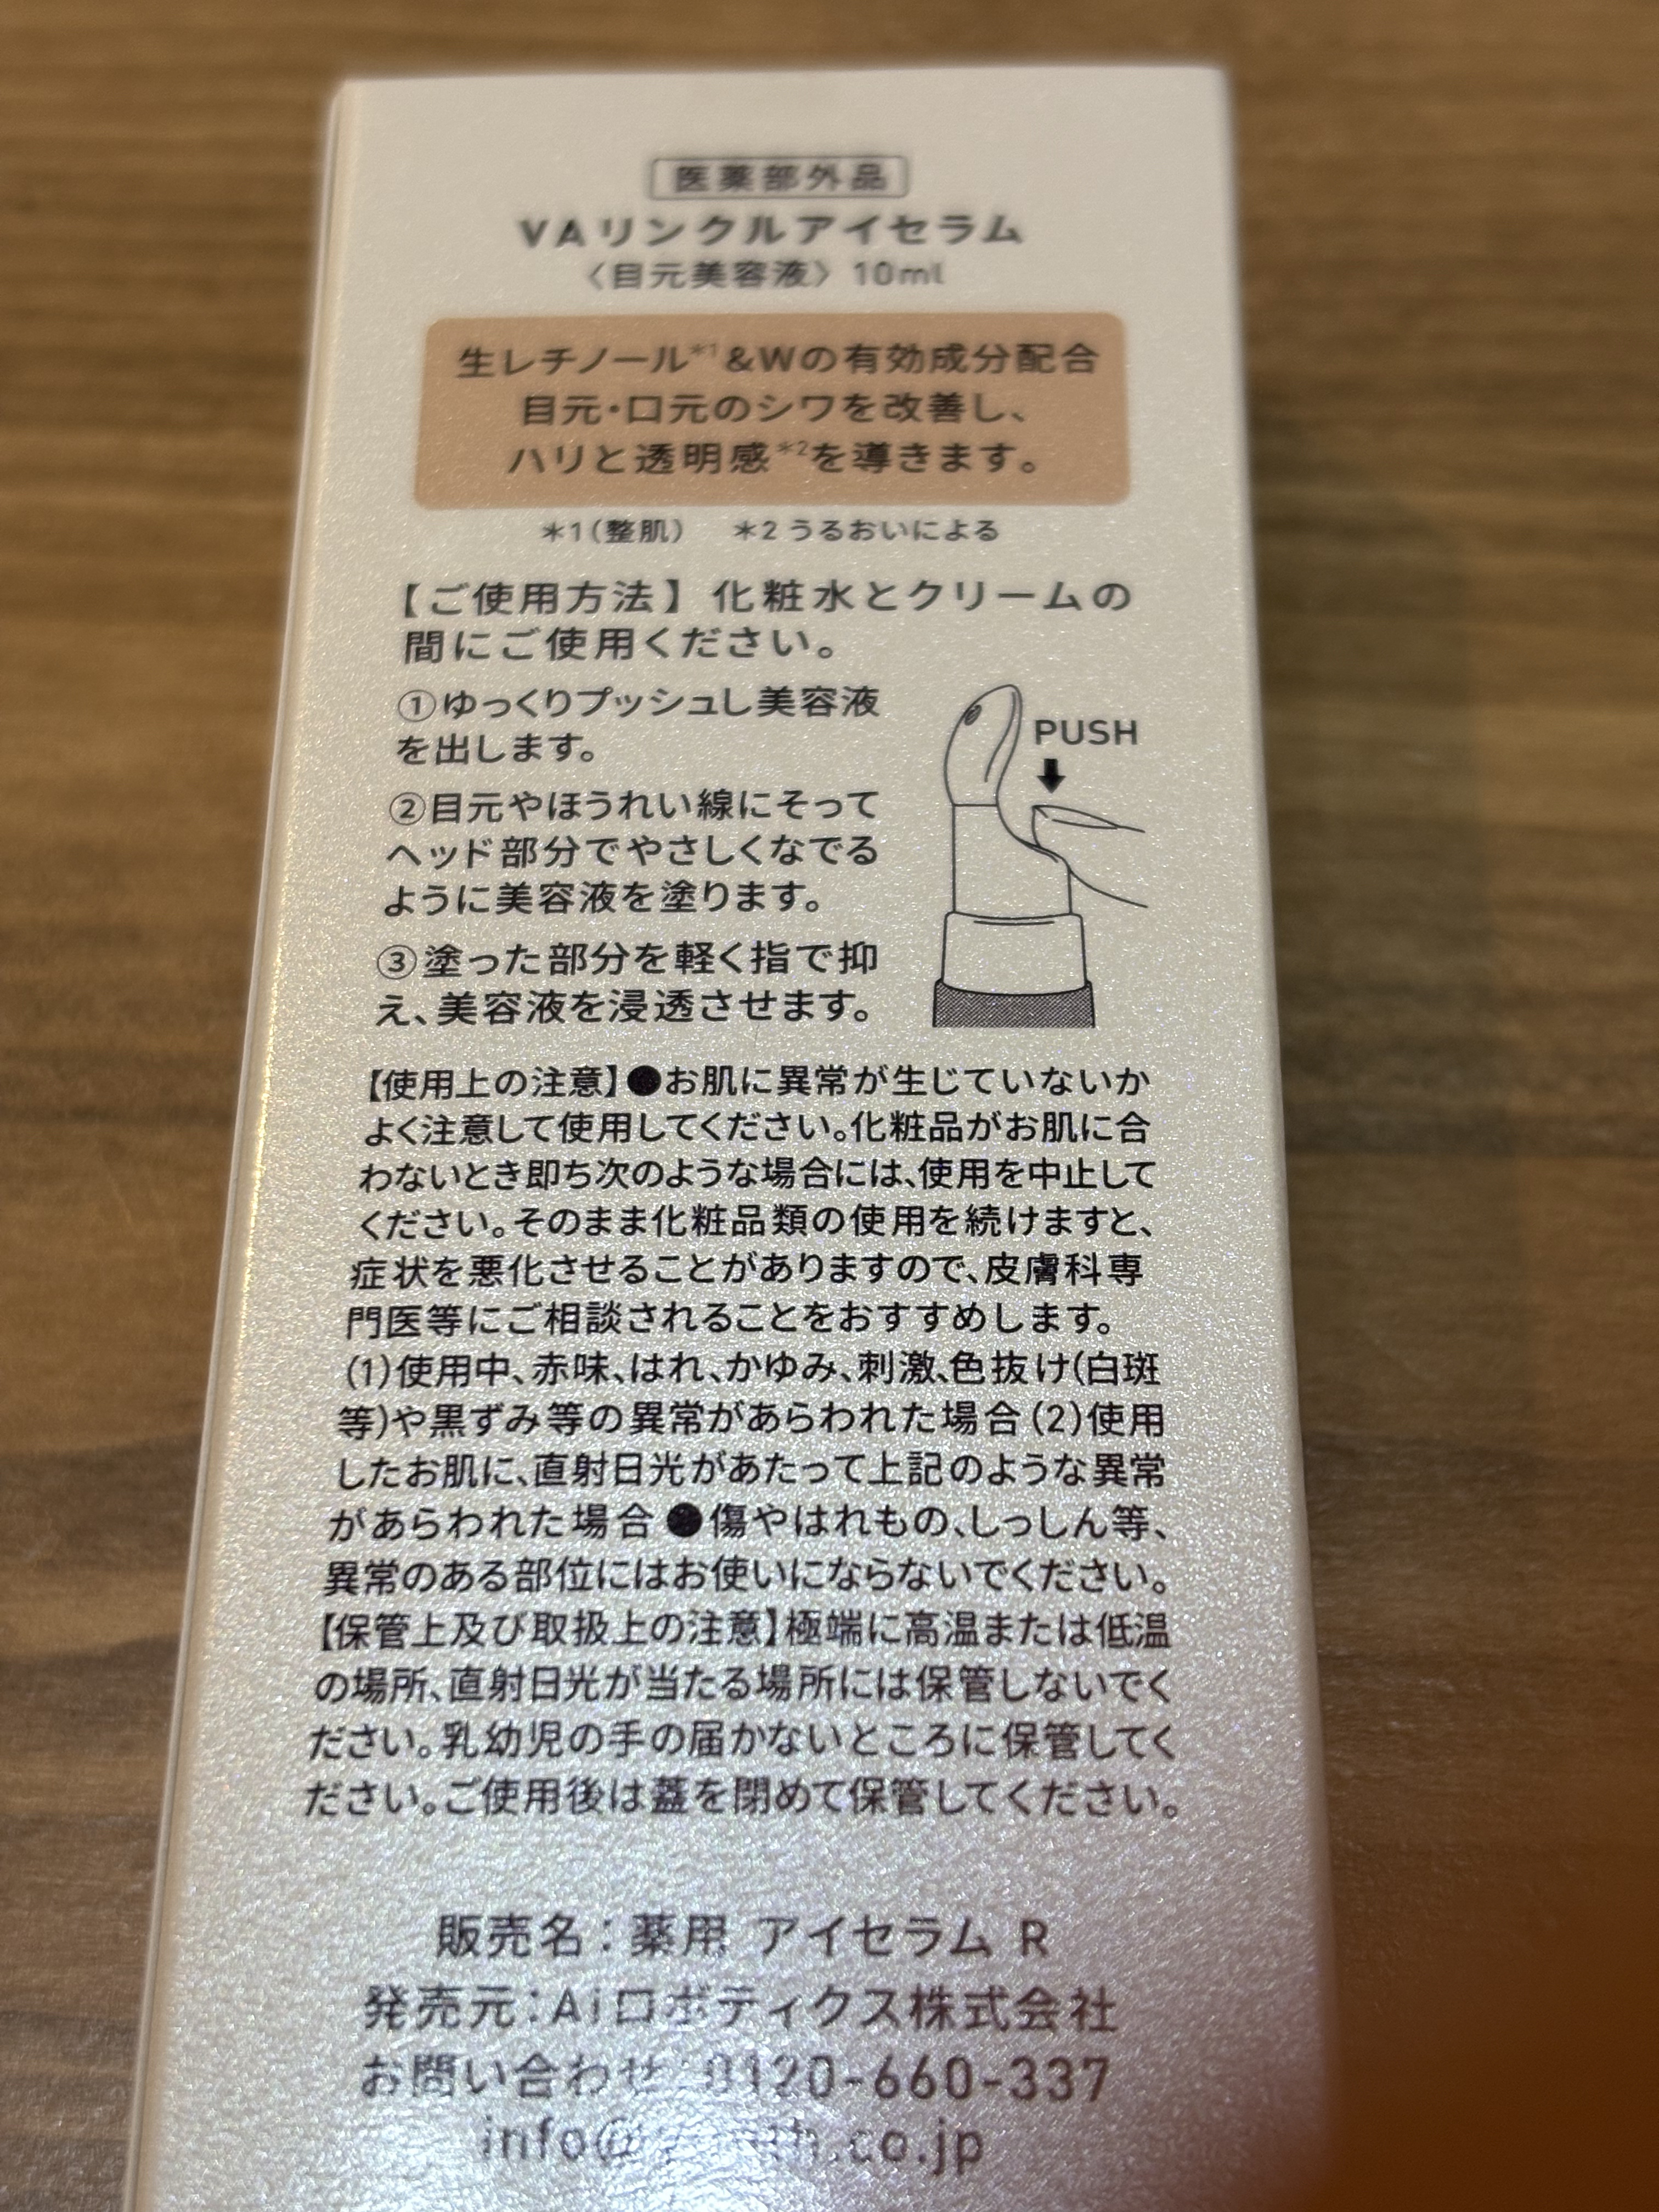 医薬部外品
VAリンクルアイセラム
〈目元美容液〉10ml
生レチノール*1&Wの有効成分配合
目元・口元のシワを改善し、
ハリと透明感*2を導きます。
*1(整肌) *2 うるおいによる
【ご使用方法】化粧水とクリームの
間にご使用ください。
①ゆっくりプッシュし美容液
を出します。
②目元やほうれい線にそって
ヘッド部分でやさしくなでる
ように美容液を塗ります。
③塗った部分を軽く指で抑
え、美容液を浸透させます。
PUSH
【使用上の注意】●お肌に異常が生じていないか
よく注意して使用してください。化粧品がお肌に合
わないとき即ち次のような場合には、使用を中止して
ください。そのまま化粧品類の使用を続けますと、
症状を悪化させることがありますので、皮膚科専
門医等にご相談されることをおすすめします。
(1)使用中、赤味、はれ、かゆみ、刺激、色抜け(白斑
等)や黒ずみ等の異常があらわれた場合(2)使用
したお肌に、直射日光があたって上記のような異常
があらわれた場合●傷やはれもの、しっしん等、
異常のある部位にはお使いにならないでください。
【保管上及び取扱上の注意】極端に高温または低温
の場所、直射日光が当たる場所には保管しないでく
ださい。乳幼児の手の届かないところに保管してく
ださい。ご使用後は蓋を閉めて保管してください。
販売名：薬用 アイセラム R
発売元：Aiロボティクス株式会社
お問い合わせ：0120-660-337